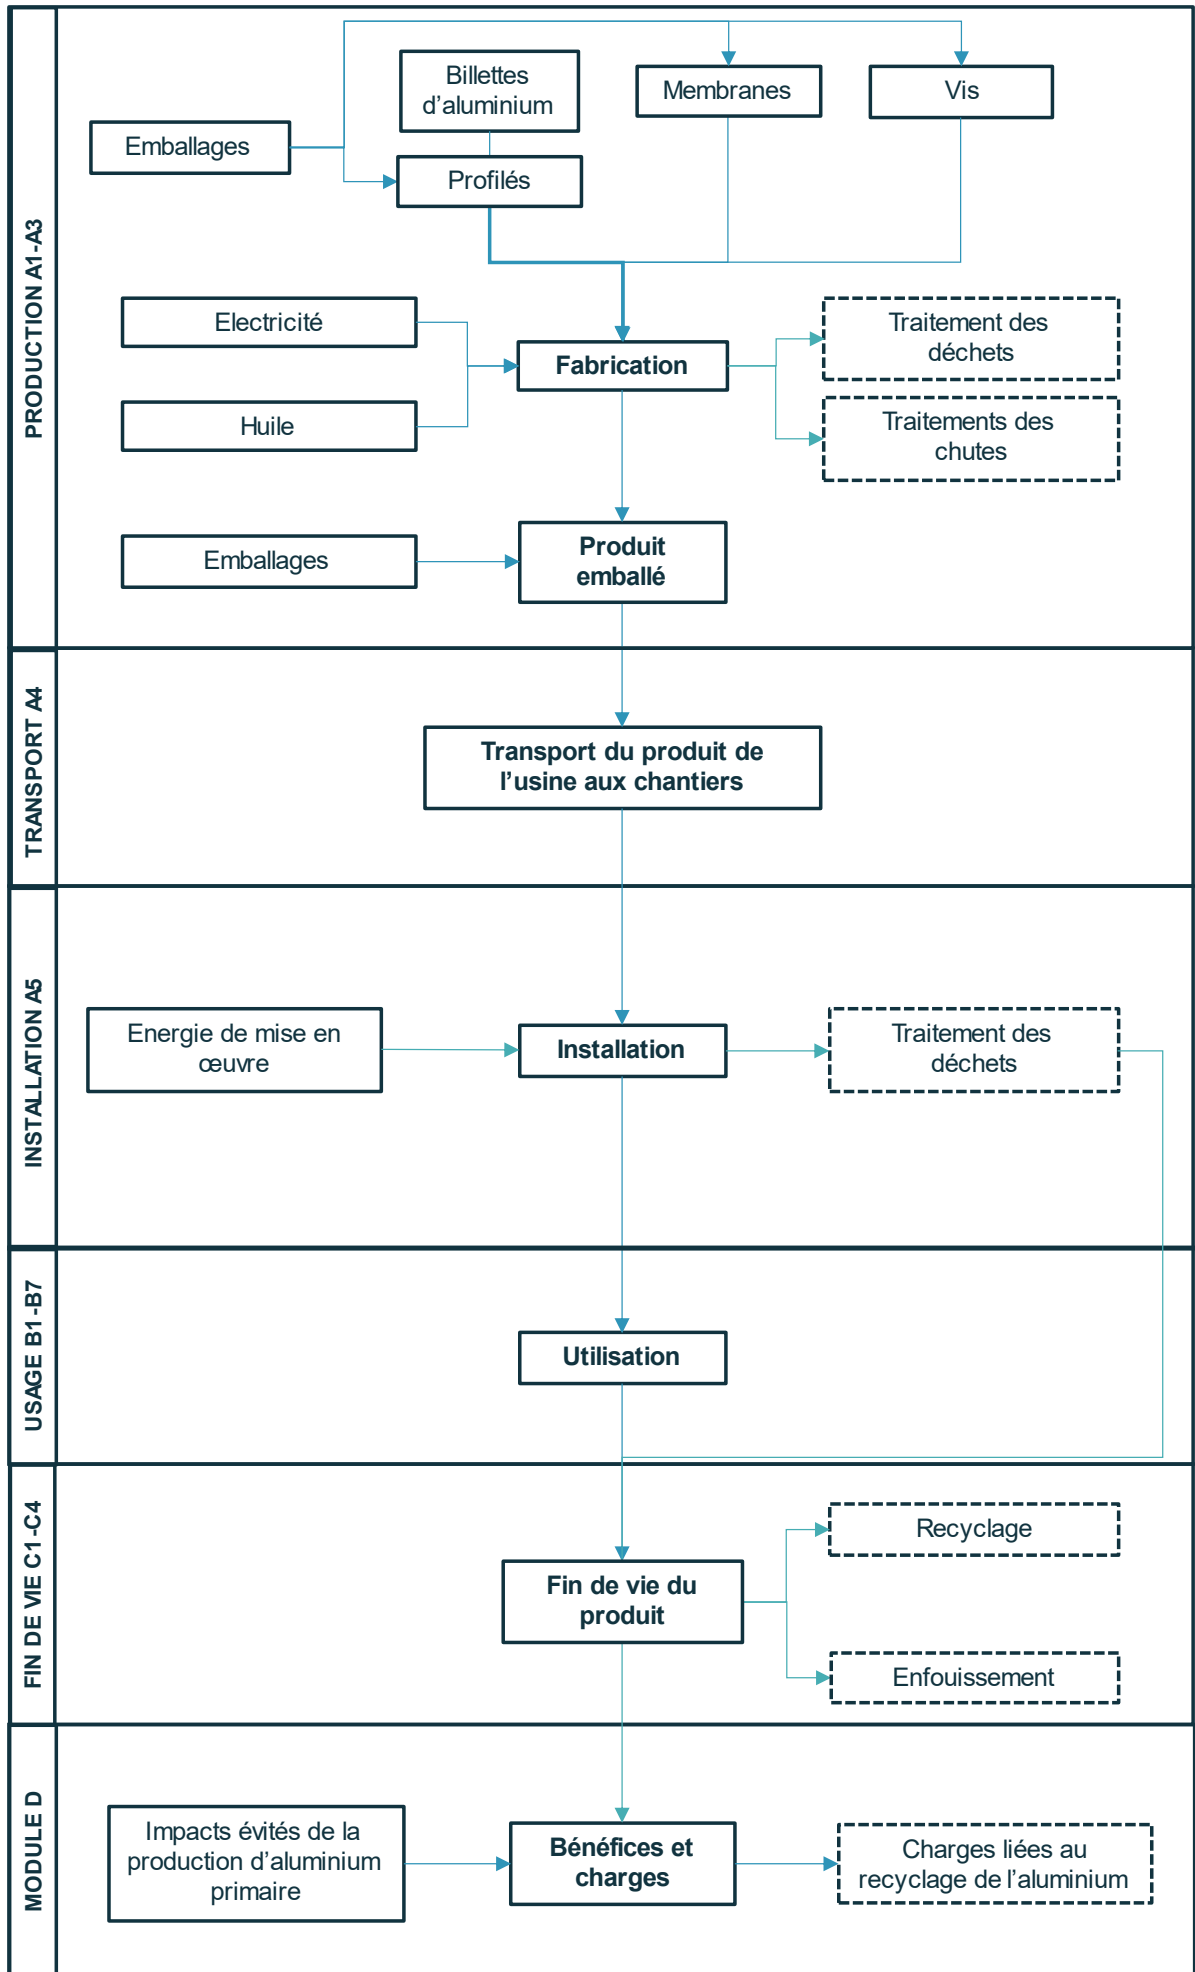 PRODUCTION A1-A3
Billettes
d’aluminium
Membranes
Vis
Emballages
Profilés
Electricité
Fabrication
Traitement des
déchets
Huile
Traitements des
chutes
Emballages
Produit
emballé
TRANSPORT A4
Transport du produit de
l’usine aux chantiers
INSTALLATION A5
Energie de mise en
œuvre
Installation
Traitement des
déchets
USAGE B1-B7
Utilisation
FIN DE VIE C1-C4
Recyclage
Fin de vie du
produit
Enfouissement
MODULE D
Impacts évités de la
production d’aluminium
primaire
Bénéfices et
charges
Charges liées au
recyclage de l’aluminium